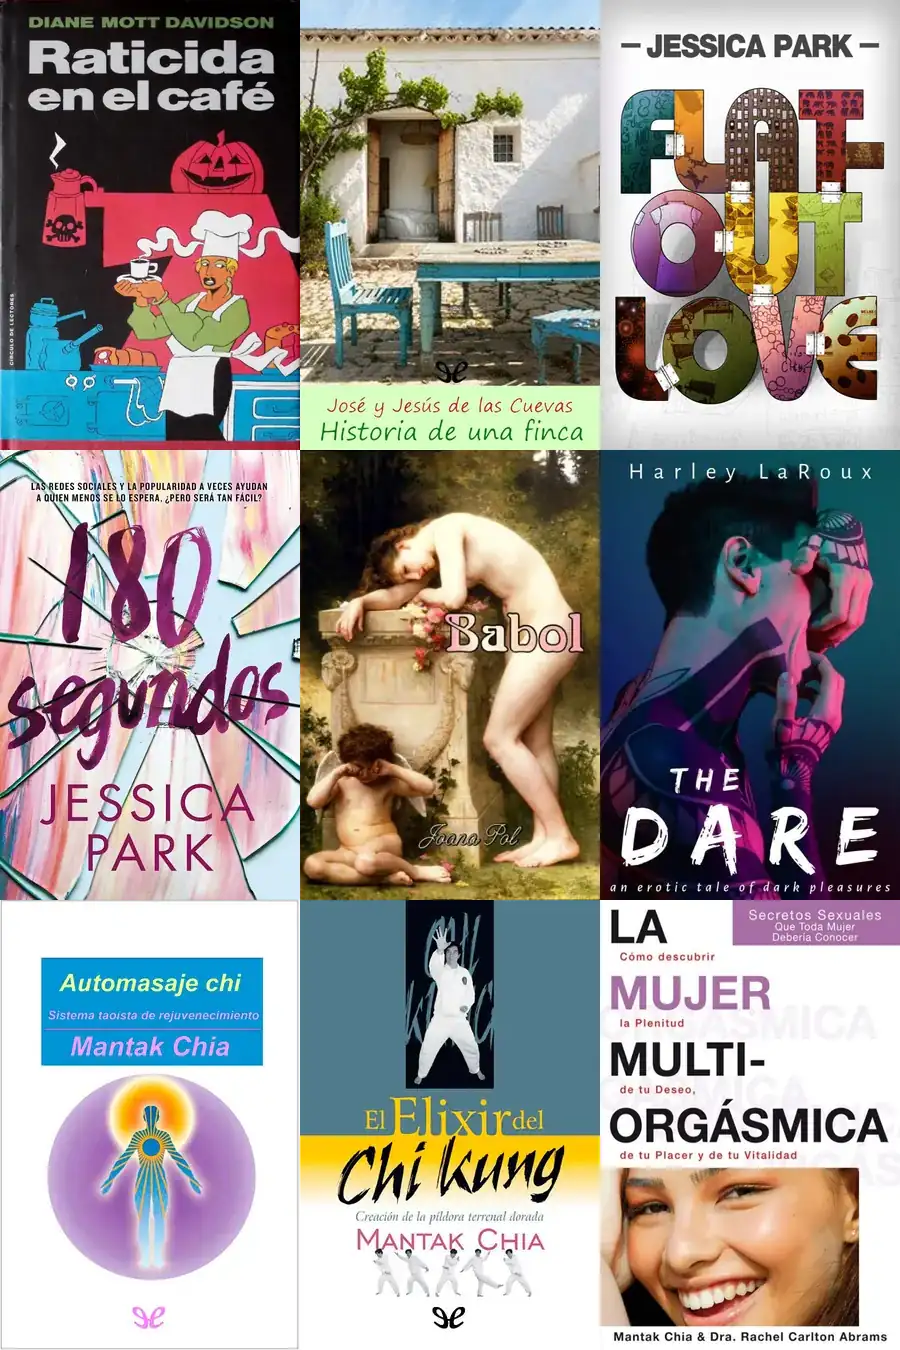 DIANE MOTT DAVIDSON
Raticida
en el café
CÍRCULO DE LECTORES
José y Jesús de las Cuevas
Historia de una finca
– JESSICA PARK –
FLAT-
OUT
LOVE
LAS REDES SOCIALES Y LA POPULARIDAD A VECES AYUDAN
A QUIEN MENOS SE LO ESPERA. ¿PERO SERÁ TAN FÁCIL?
180
segundos
JESSICA
PARK
Babol
Joana Pol
Harley LaRoux
THE
DARE
an erotic tale of dark pleasures
Automasaje chi
Sistema taoísta de rejuvenecimiento
Mantak Chia
El Elixir del
Chi kung
Creación de la píldora terrenal dorada
MANTAK CHIA
Secretos Sexuales
Que Toda Mujer
Debería Conocer
LA
Cómo descubrir
MUJER
la Plenitud
MULTI-
de tu Deseo,
ORGÁSMICA
de tu Placer y de tu Vitalidad
Mantak Chia & Dra. Rachel Carlton Abrams